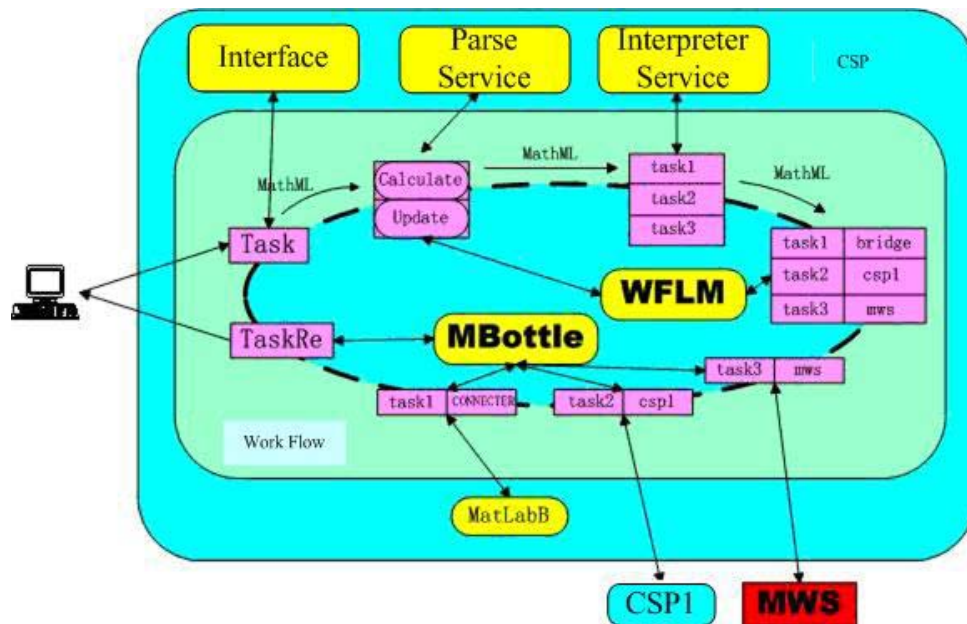 Interface
Parse
Service
Interpreter
Service
CSP
MathML
MathML
MathML
Calculate
Update
task1
task2
task3
Task
task1 bridge
task2 csp1
task3 mws
WFLM
TaskRe
MBottle
task3 mws
task1 CONNECTER
task2 csp1
Work Flow
MatLabB
CSP1
MWS